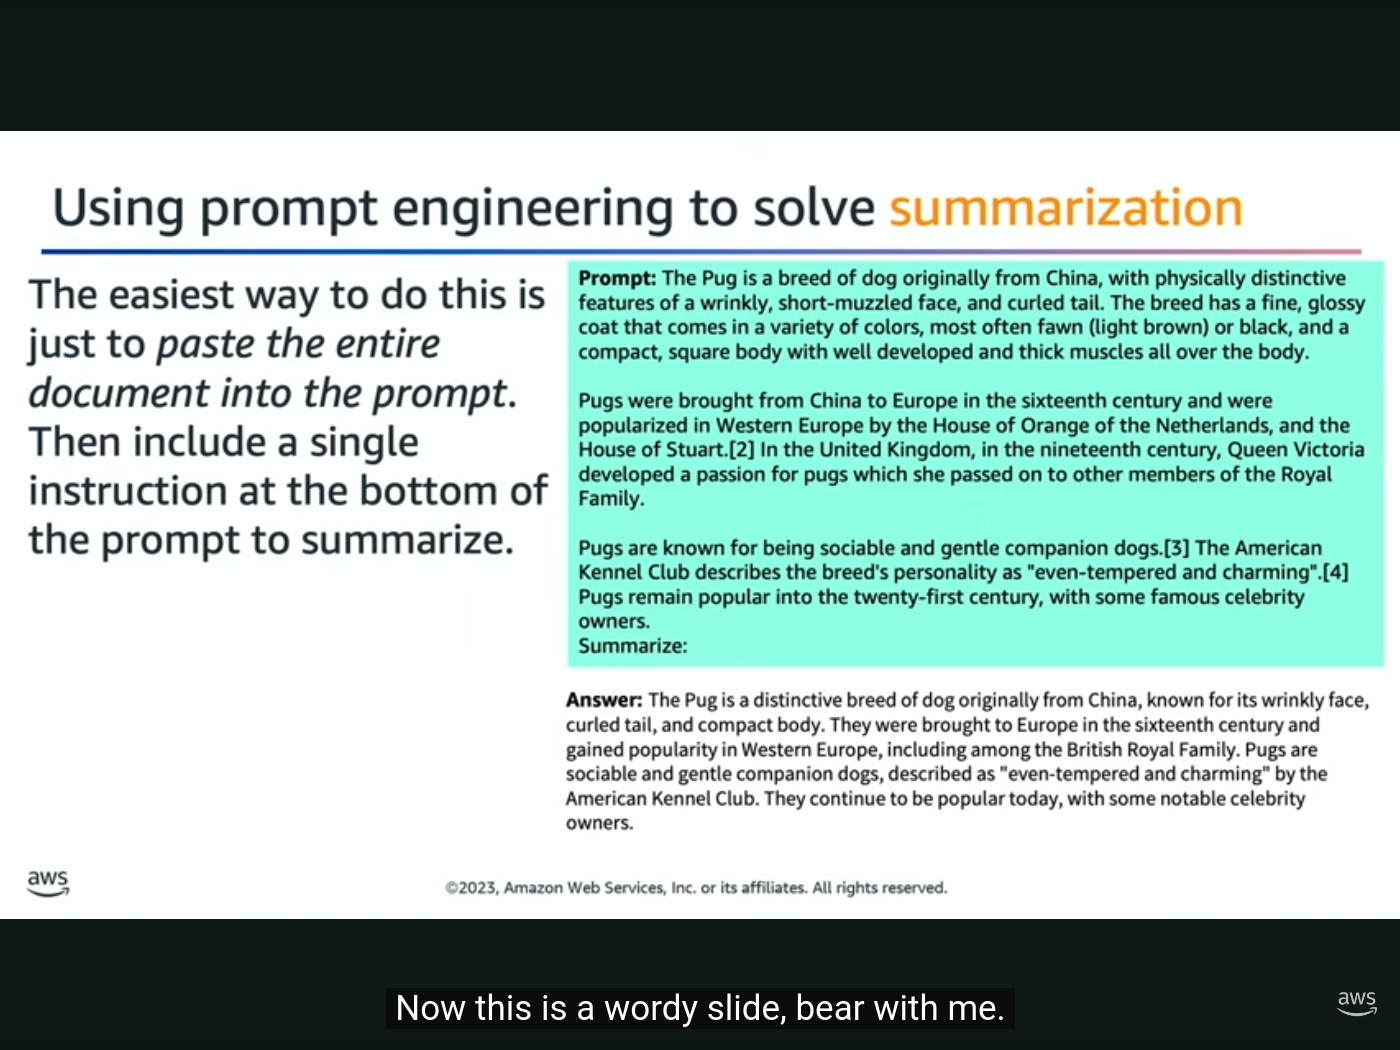 Using prompt engineering to solve summarization
The easiest way to do this is
just to paste the entire
document into the prompt.
Then include a single
instruction at the bottom of
the prompt to summarize.
Prompt: The Pug is a breed of dog originally from China, with physically distinctive
features of a wrinkly, short-muzzled face, and curled tail. The breed has a fine, glossy
coat that comes in a variety of colors, most often fawn (light brown) or black, and a
compact, square body with well developed and thick muscles all over the body.
Pugs were brought from China to Europe in the sixteenth century and were
popularized in Western Europe by the House of Orange of the Netherlands, and the
House of Stuart.[2] In the United Kingdom, in the nineteenth century, Queen Victoria
developed a passion for pugs which she passed on to other members of the Royal
Family.
Pugs are known for being sociable and gentle companion dogs.[3] The American
Kennel Club describes the breed's personality as "even-tempered and charming".[4]
Pugs remain popular into the twenty-first century, with some famous celebrity
owners.
Summarize:
Answer: The Pug is a distinctive breed of dog originally from China, known for its wrinkly face,
curled tail, and compact body. They were brought to Europe in the sixteenth century and
gained popularity in Western Europe, including among the British Royal Family. Pugs are
sociable and gentle companion dogs, described as "even-tempered and charming" by the
American Kennel Club. They continue to be popular today, with some notable celebrity
owners.
aws
©2023, Amazon Web Services, Inc. or its affiliates. All rights reserved.
Now this is a wordy slide, bear with me.
aws